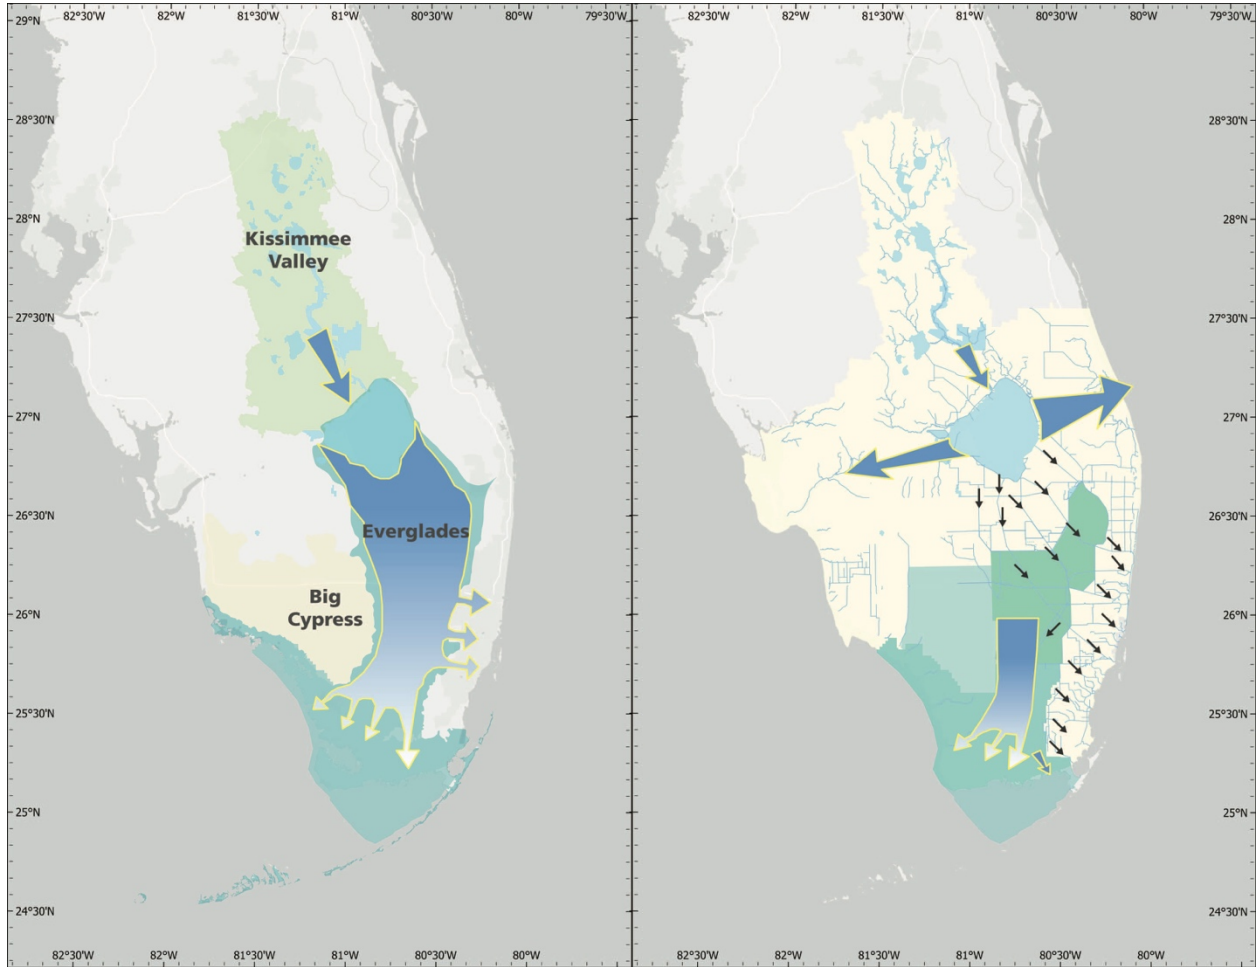 82°30'W 82°W 81°30'W 81°W 80°30'W 80°W 79°30'W
29°N
28°30'N
28°N
27°30'N
27°N
26°30'N
26°N
25°30'N
25°N
24°30'N
Kissimmee
Valley
Everglades
Big
Cypress
82°30'W 82°W 81°30'W 81°W 80°30'W 80°W
82°30'W 82°W 81°30'W 81°W 80°30'W 80°W 79°30'W
29°N
28°30'N
28°N
27°30'N
27°N
26°30'N
26°N
25°30'N
25°N
24°30'N
82°30'W 82°W 81°30'W 81°W 80°30'W 80°W